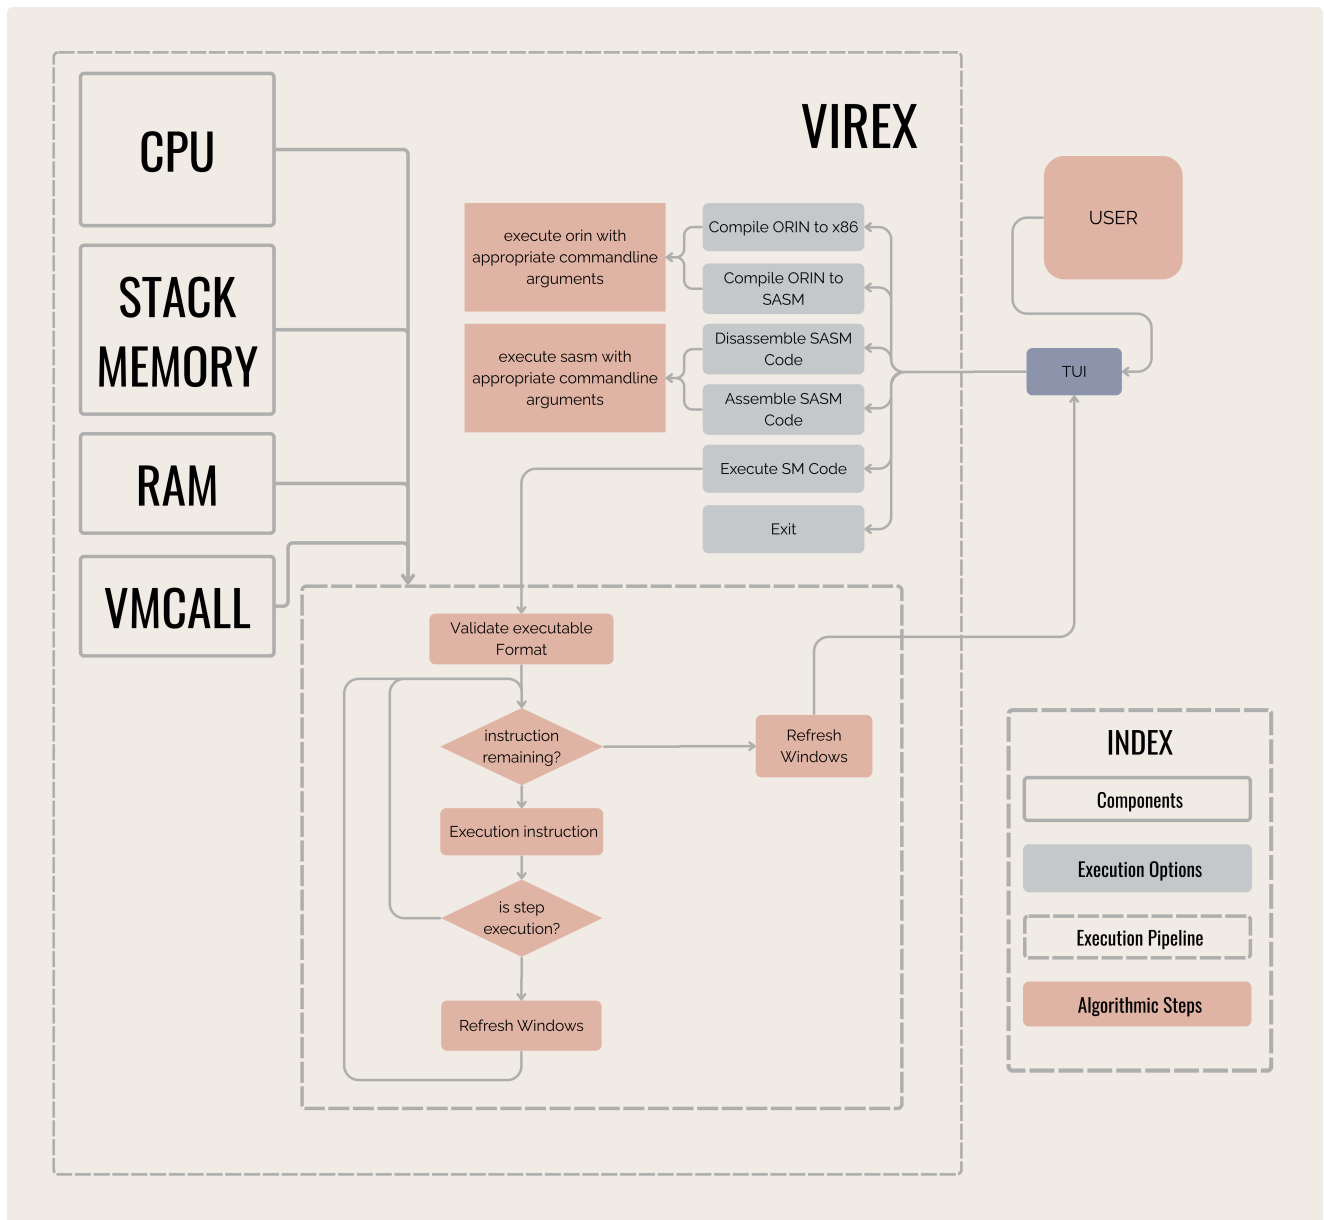 VIREX
CPU
STACK
MEMORY
RAM
VMCALL
USER
TUI
Compile ORIN to x86
Compile ORIN to
SASM
Disassemble SASM
Code
Assemble SASM
Code
Execute SM Code
Exit
execute orin with
appropriate commandline
arguments
execute sasm with
appropriate commandline
arguments
Validate executable
Format
instruction
remaining?
Refresh
Windows
Execution instruction
is step
execution?
Refresh Windows
INDEX
Components
Execution Options
Execution Pipeline
Algorithmic Steps